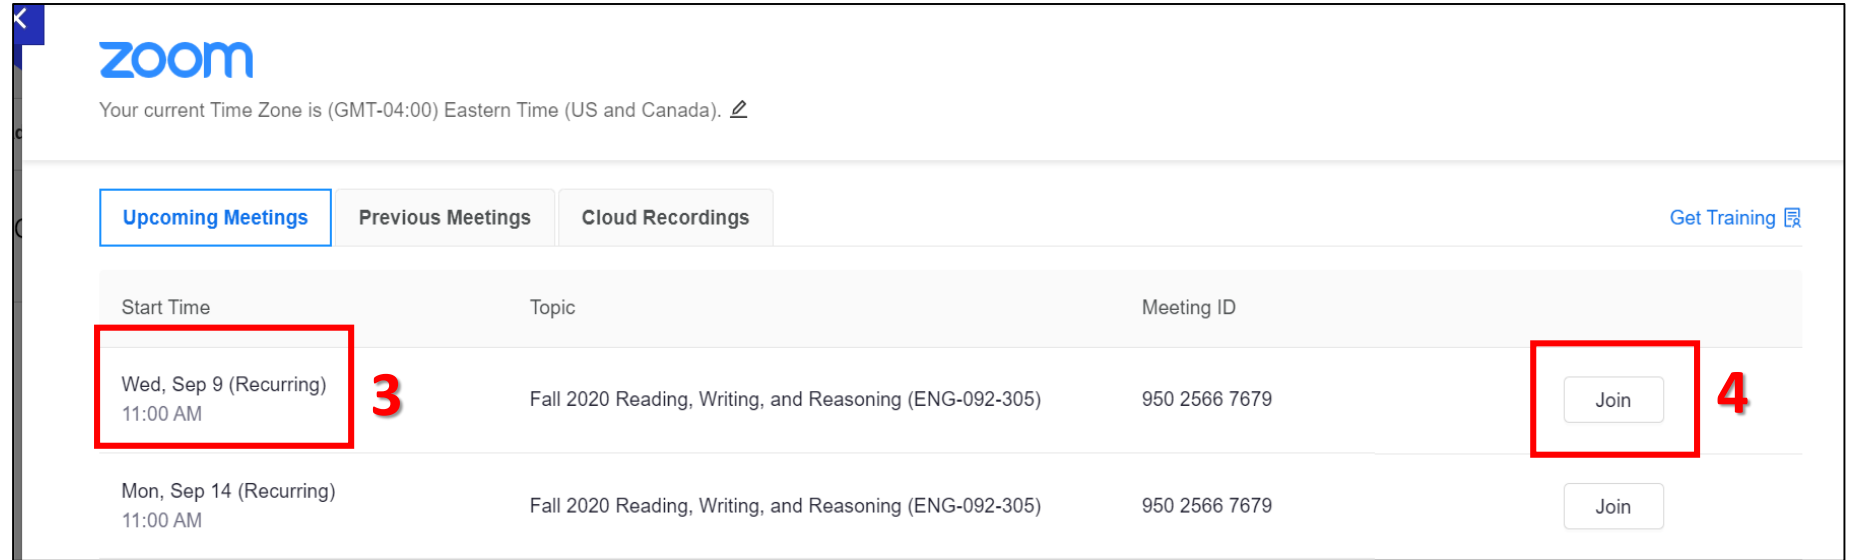 zoom
Your current Time Zone is (GMT-04:00) Eastern Time (US and Canada).
Upcoming Meetings Previous Meetings Cloud Recordings Get Training
Start Time Topic Meeting ID
Wed, Sep 9 (Recurring)
11:00 AM
3
Fall 2020 Reading, Writing, and Reasoning (ENG-092-305) 950 2566 7679 Join
4
Mon, Sep 14 (Recurring)
11:00 AM
Fall 2020 Reading, Writing, and Reasoning (ENG-092-305) 950 2566 7679 Join